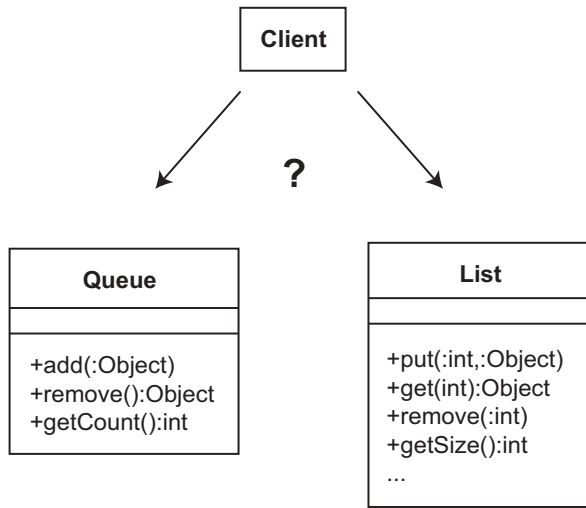 Client
?
Queue
+add(:Object)
+remove():Object
+getCount():int
List
+put(:int,:Object)
+get(int):Object
+remove(:int)
+getSize():int
...